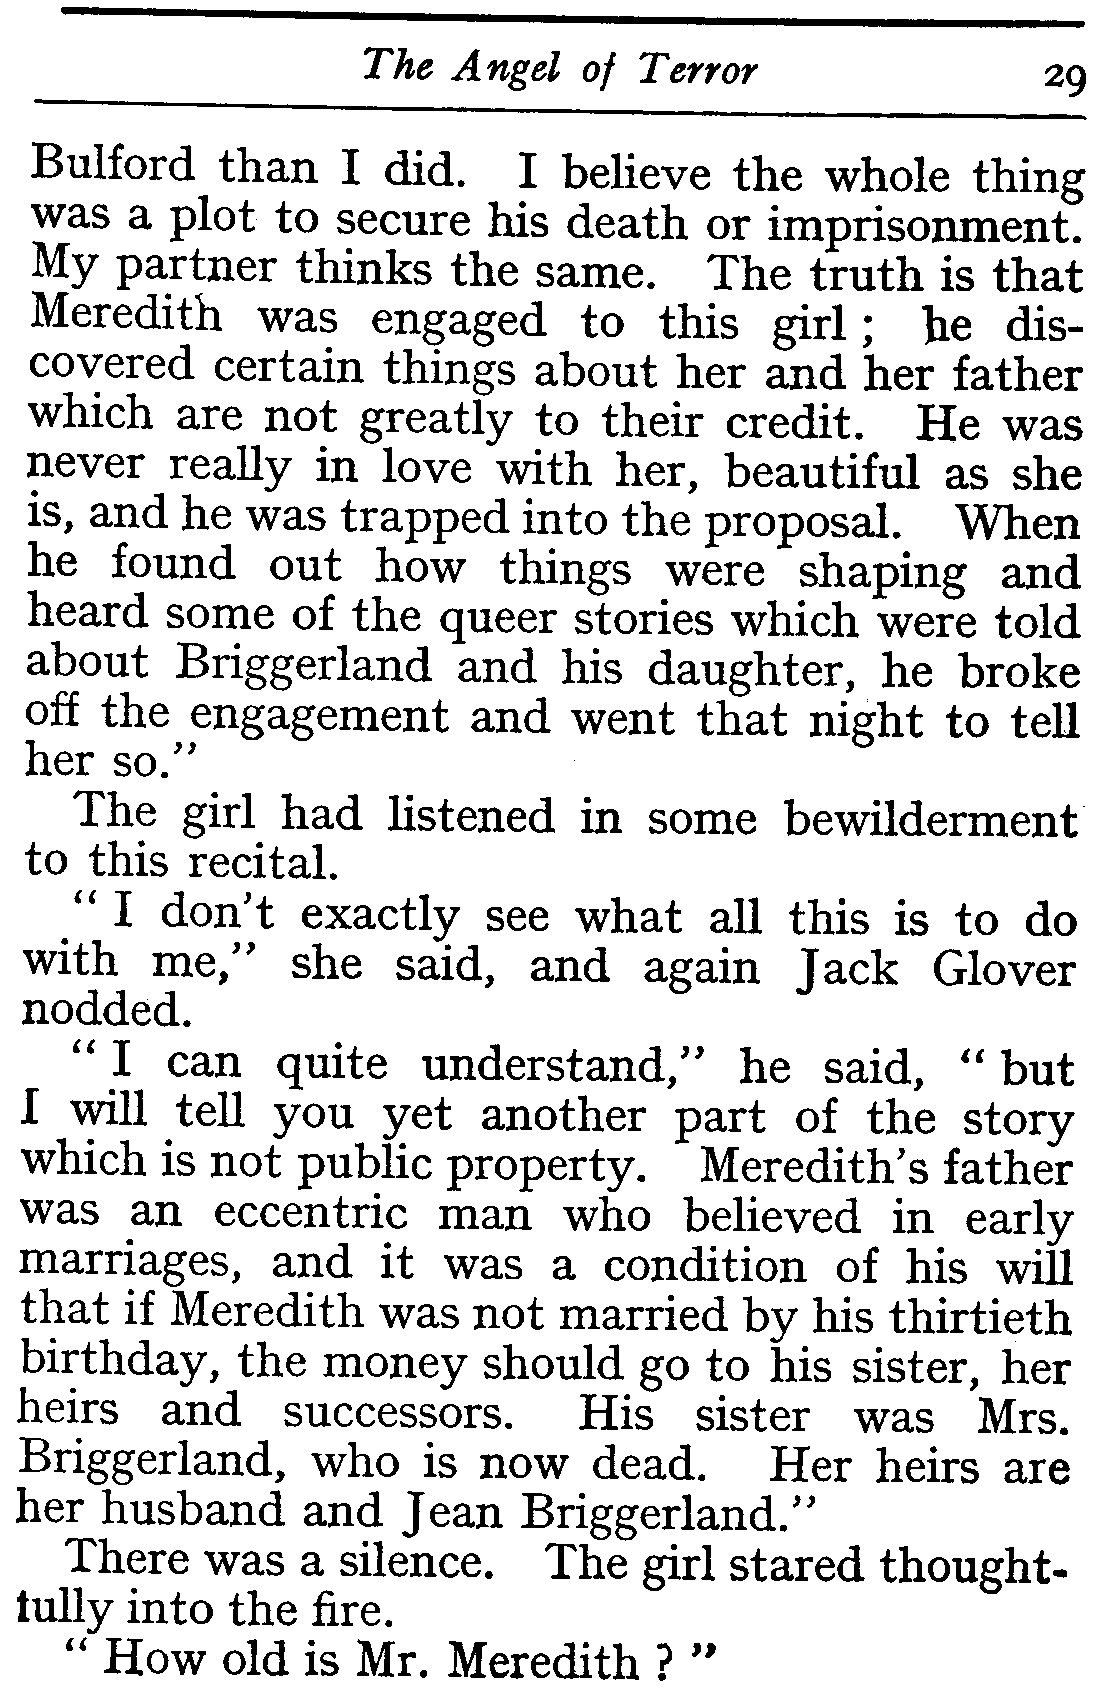 The Angel of Terror 29
Bulford than I did. I believe the whole thing
was a plot to secure his death or imprisonment.
My partner thinks the same. The truth is that
Meredith was engaged to this girl ; he dis-
covered certain things about her and her father
which are not greatly to their credit. He was
never really in love with her, beautiful as she
is, and he was trapped into the proposal. When
he found out how things were shaping and
heard some of the queer stories which were told
about Briggerland and his daughter, he broke
off the engagement and went that night to tell
her so.”
The girl had listened in some bewilderment
to this recital.
“ I don’t exactly see what all this is to do
with me,” she said, and again Jack Glover
nodded.
“ I can quite understand,” he said, “ but
I will tell you yet another part of the story
which is not public property. Meredith’s father
was an eccentric man who believed in early
marriages, and it was a condition of his will
that if Meredith was not married by his thirtieth
birthday, the money should go to his sister, her
heirs and successors. His sister was Mrs.
Briggerland, who is now dead. Her heirs are
her husband and Jean Briggerland.”
There was a silence. The girl stared thought-
fully into the fire.
“ How old is Mr. Meredith ? ”